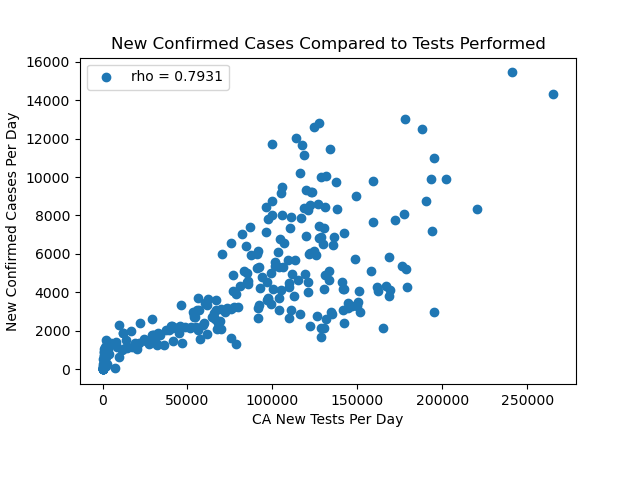 New Confirmed Cases Compared to Tests Performed
rho = 0.7931
New Confirmed Caeses Per Day
16000
14000
12000
10000
8000
6000
4000
2000
0
0 50000 100000 150000 200000 250000
CA New Tests Per Day